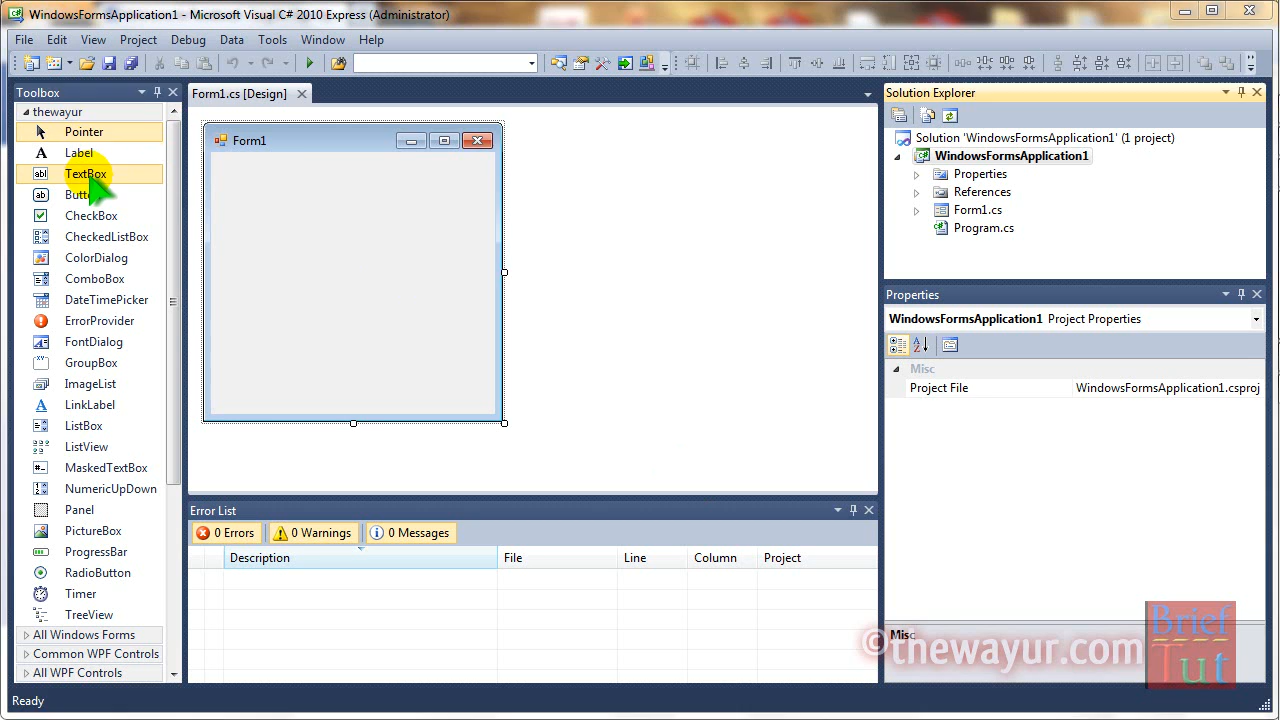 WindowsFormsApplication1 - Microsoft Visual C# 2010 Express (Administrator)
File Edit View Project Debug Data Tools Window Help
Toolbox
thewayur
Pointer
Label
TextBox
Butt
CheckBox
CheckedListBox
ColorDialog
ComboBox
DateTimePicker
ErrorProvider
FontDialog
GroupBox
ImageList
LinkLabel
ListBox
ListView
MaskedTextBox
NumericUpDown
Panel
PictureBox
ProgressBar
RadioButton
Timer
TreeView
All Windows Forms
Common WPF Controls
All WPF Controls
Form1.cs [Design]
Form1
Error List
0 Errors 0 Warnings 0 Messages
Description File Line Column Project
Solution Explorer
Solution 'WindowsFormsApplication1' (1 project)
WindowsFormsApplication1
Properties
References
Form1.cs
Program.cs
Properties
WindowsFormsApplication1 Project Properties
Misc
Project File WindowsFormsApplication1.csproj
Misc
©thewayur.com
Brief
Tut
Ready